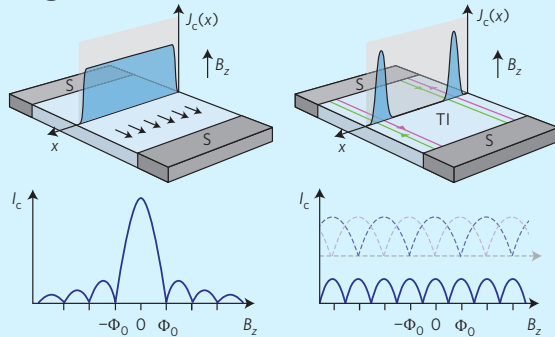 J_c(x)
B_z
S
S
x
J_c(x)
B_z
S
TI
S
x
I_c
−Φ_0 0 Φ_0 B_z
I_c
−Φ_0 0 Φ_0 B_z